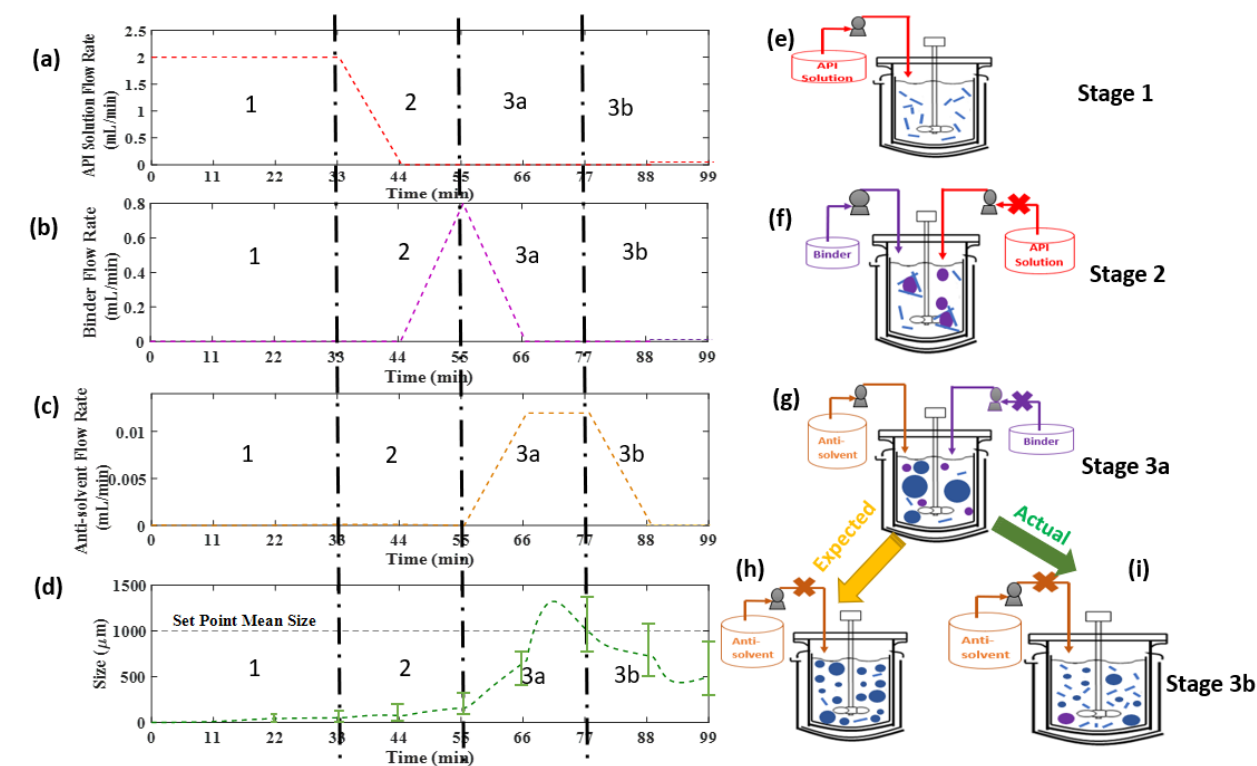 (a)
API Solution Flow Rate
(mL/min)
2.5
2
1.5
1
0.5
0
1
2
3a
3b
0 11 22 33 44 55 66 77 88 99
Time (min)
(b)
Binder Flow Rate
(mL/min)
0.8
0.6
0.4
0.2
0
1
2
3a
3b
0 11 22 33 44 55 66 77 88 99
Time (min)
(c)
Anti-solvent Flow Rate
(mL/min)
0.01
0.005
0
1
2
3a
3b
0 11 22 33 44 55 66 77 88 99
Time (min)
(d)
Size (μm)
1500
1000
500
0
Set Point Mean Size
1
2
3a
3b
0 11 22 33 44 55 66 77 88 99
Time (min)
(e)
API
Solution
Stage 1
(f)
Binder
API
Solution
Stage 2
(g)
Anti-
solvent
Binder
Stage 3a
Expected
Actual
(h)
Anti-
solvent
(i)
Anti-
solvent
Stage 3b